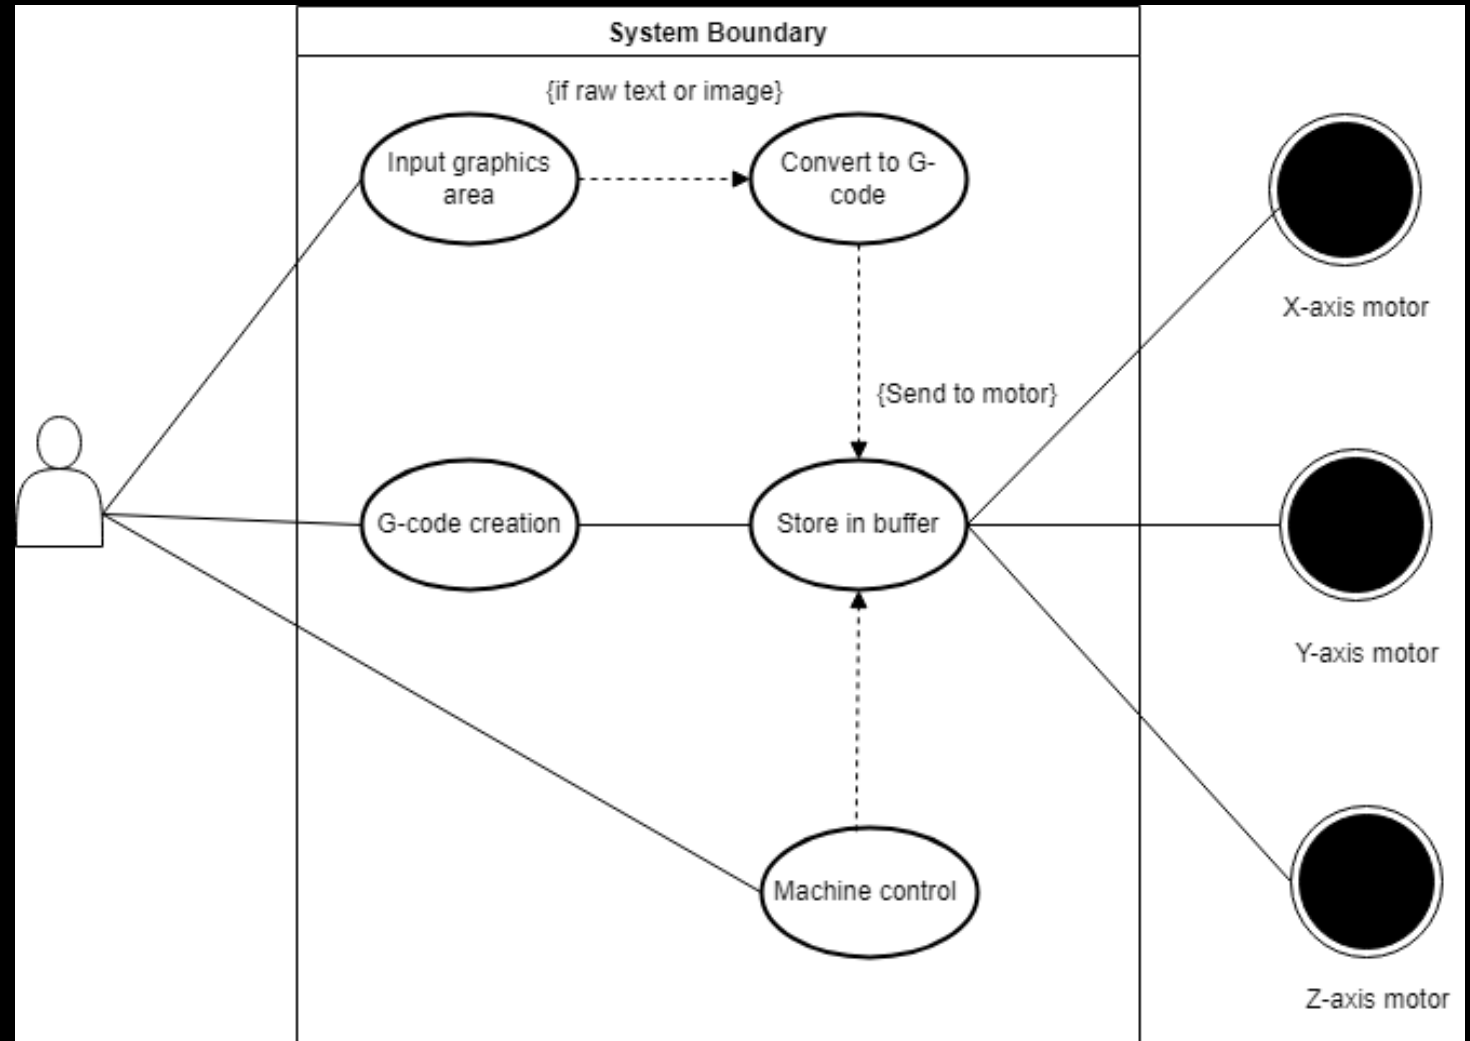 System Boundary
{if raw text or image}
Input graphics
area
Convert to G-
code
X-axis motor
{Send to motor}
G-code creation
Store in buffer
Y-axis motor
Machine control
Z-axis motor